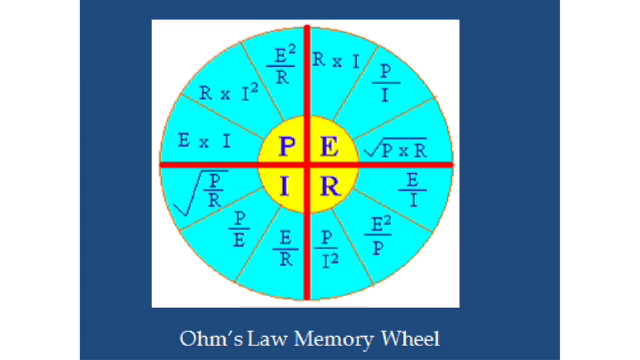 E²/R
R x I
R x I²
P/I
E x I
P
E
√P x R
√P/R
I
R
E/I
P/E
E/R
P/I²
E²/P
Ohm's Law Memory Wheel